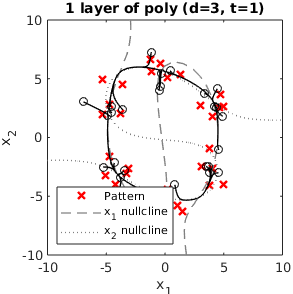 1 layer of poly (d=3, t=1)
10
5
0
-5
-10
x2
Pattern
x1 nullcline
x2 nullcline
-10 -5 0 5 10
x1